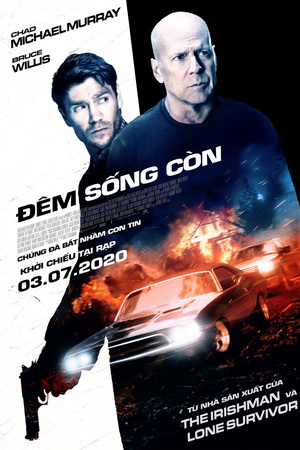 CHAD
MICHAEL MURRAY
BRUCE
WILLIS
ĐÊM SỐNG CÒN
CHÚNG ĐÃ BẮT NHẦM CON TIN
KHỞI CHIẾU TẠI RẠP
03.07.2020
TỪ NHÀ SẢN XUẤT CỦA
THE IRISHMAN VÀ
LONE SURVIVOR